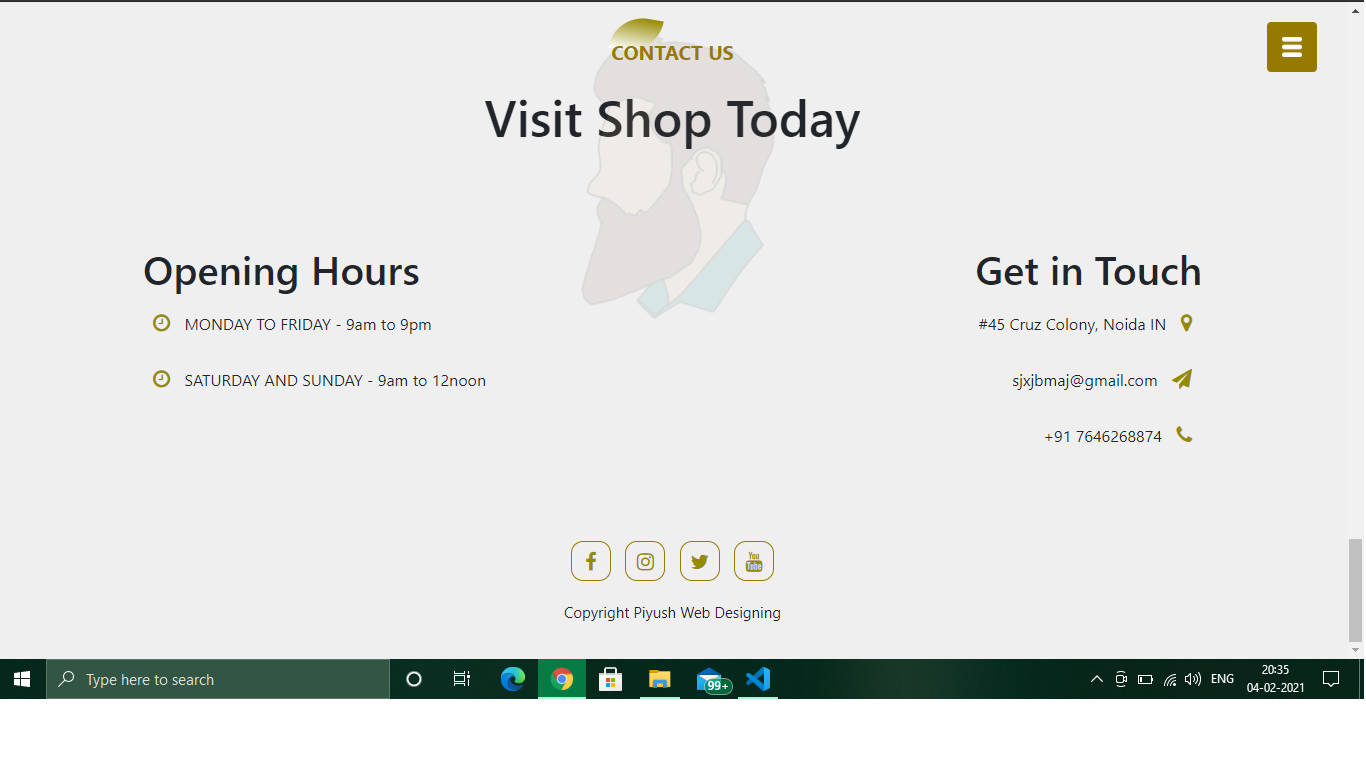 CONTACT US
Visit Shop Today
Opening Hours
MONDAY TO FRIDAY - 9am to 9pm
SATURDAY AND SUNDAY - 9am to 12noon
Get in Touch
#45 Cruz Colony, Noida IN
sjxjbmaj@gmail.com
+91 7646268874
You
Tube
Copyright Piyush Web Designing
Type here to search
99+
ENG
20:35
04-02-2021